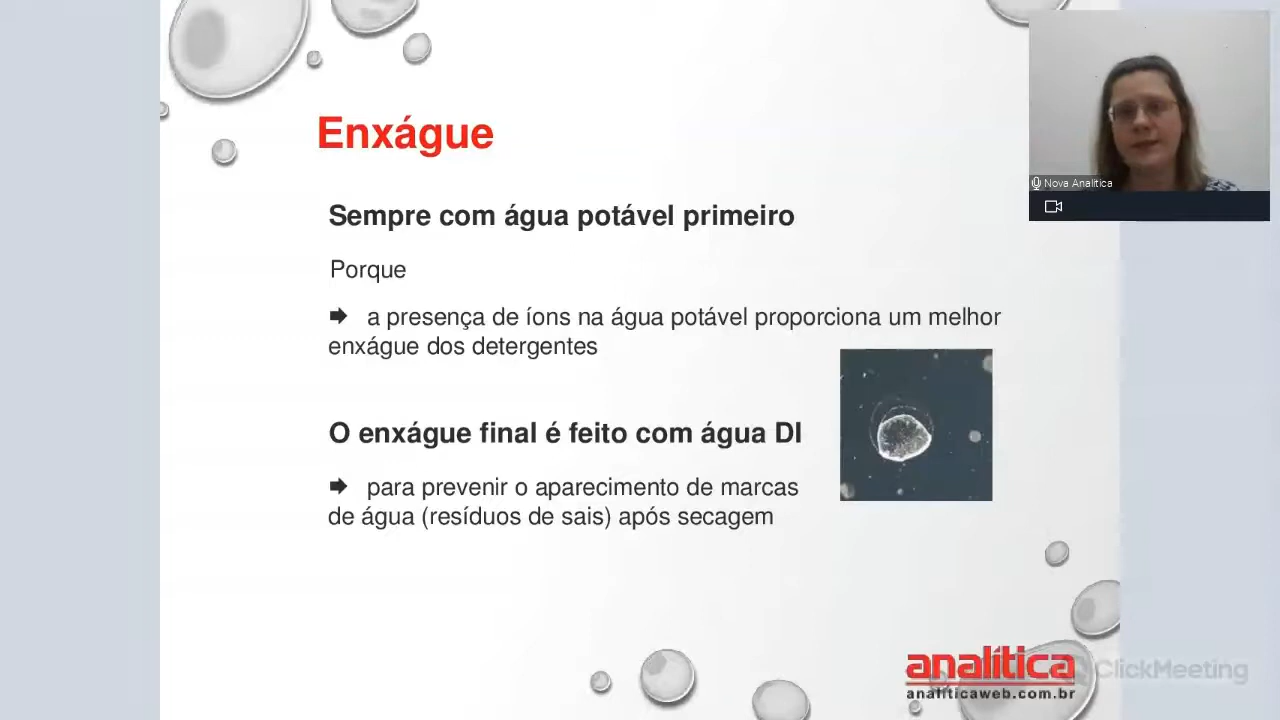 Enxágue
Nova Analitica
Sempre com água potável primeiro
Porque
a presença de íons na água potável proporciona um melhor
enxágue dos detergentes
O enxágue final é feito com água DI
para prevenir o aparecimento de marcas
de água (resíduos de sais) após secagem
analítica
analiticaweb.com.br
ClickMeeting